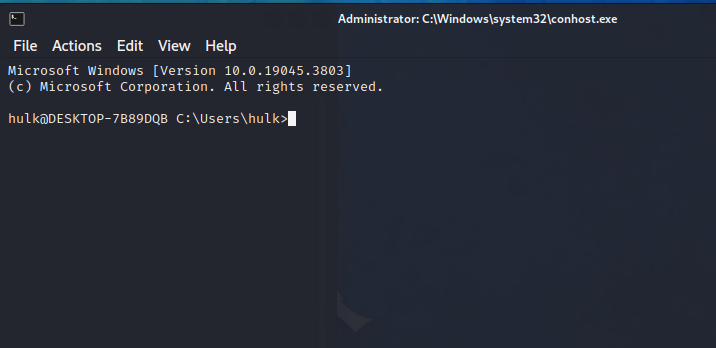 Administrator: C:\Windows\system32\conhost.exe
File Actions Edit View Help
Microsoft Windows [Version 10.0.19045.3803]
(c) Microsoft Corporation. All rights reserved.
hulk@DESKTOP-7B89DQB C:\Users\hulk>